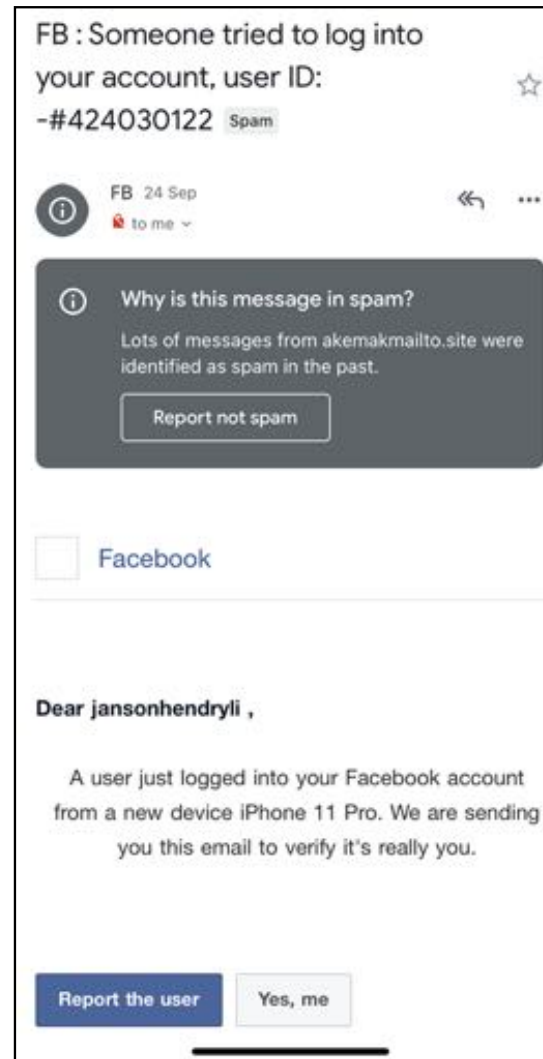 FB : Someone tried to log into
your account, user ID:
-#424030122 Spam
FB 24 Sep
to me
Why is this message in spam?
Lots of messages from akemakmailto.site were
identified as spam in the past.
Report not spam
Facebook
Dear jansonhendryli ,
A user just logged into your Facebook account
from a new device iPhone 11 Pro. We are sending
you this email to verify it's really you.
Report the user Yes, me